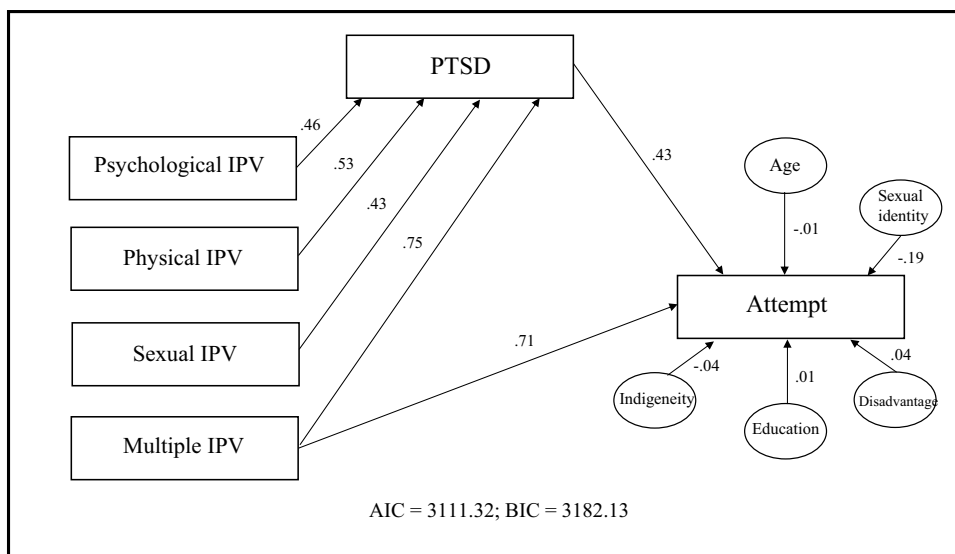 PTSD
.46
Psychological IPV
.53
.43
Age
Sexual
identity
.43
Physical IPV
.75
-.01
-.19
Attempt
Sexual IPV
.71
-.04
.01
.04
Indigeneity
Disadvantage
Education
Multiple IPV
AIC = 3111.32; BIC = 3182.13